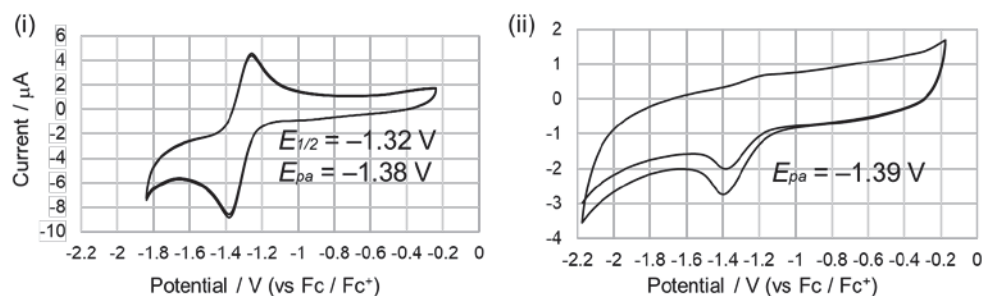 (i)
6
4
2
0
-2
-4
-6
-8
-10
Current / μA
E1/2 = –1.32 V
Epa = –1.38 V
-2.2 -2 -1.8 -1.6 -1.4 -1.2 -1 -0.8 -0.6 -0.4 -0.2 0
Potential / V (vs Fc / Fc+)
(ii)
2
1
0
-1
-2
-3
-4
Epa = –1.39 V
-2.2 -2 -1.8 -1.6 -1.4 -1.2 -1 -0.8 -0.6 -0.4 -0.2 0
Potential / V (vs Fc / Fc+)